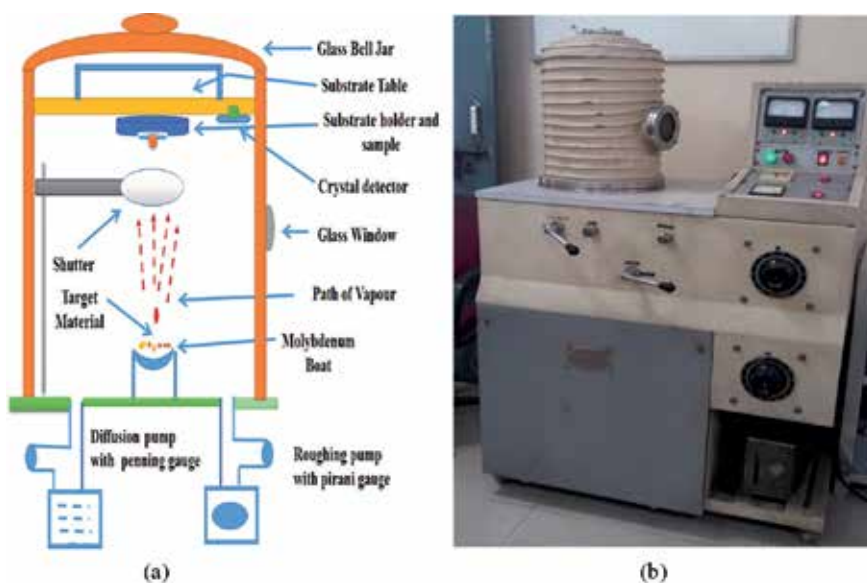 Glass Bell Jar
Substrate Table
Substrate holder and
sample
Crystal detector
Shutter
Glass Window
Target
Material
Path of Vapour
Molybdenum
Boat
Diffusion pump
with penning gauge
Roughing pump
with pirani gauge
(a)
(b)